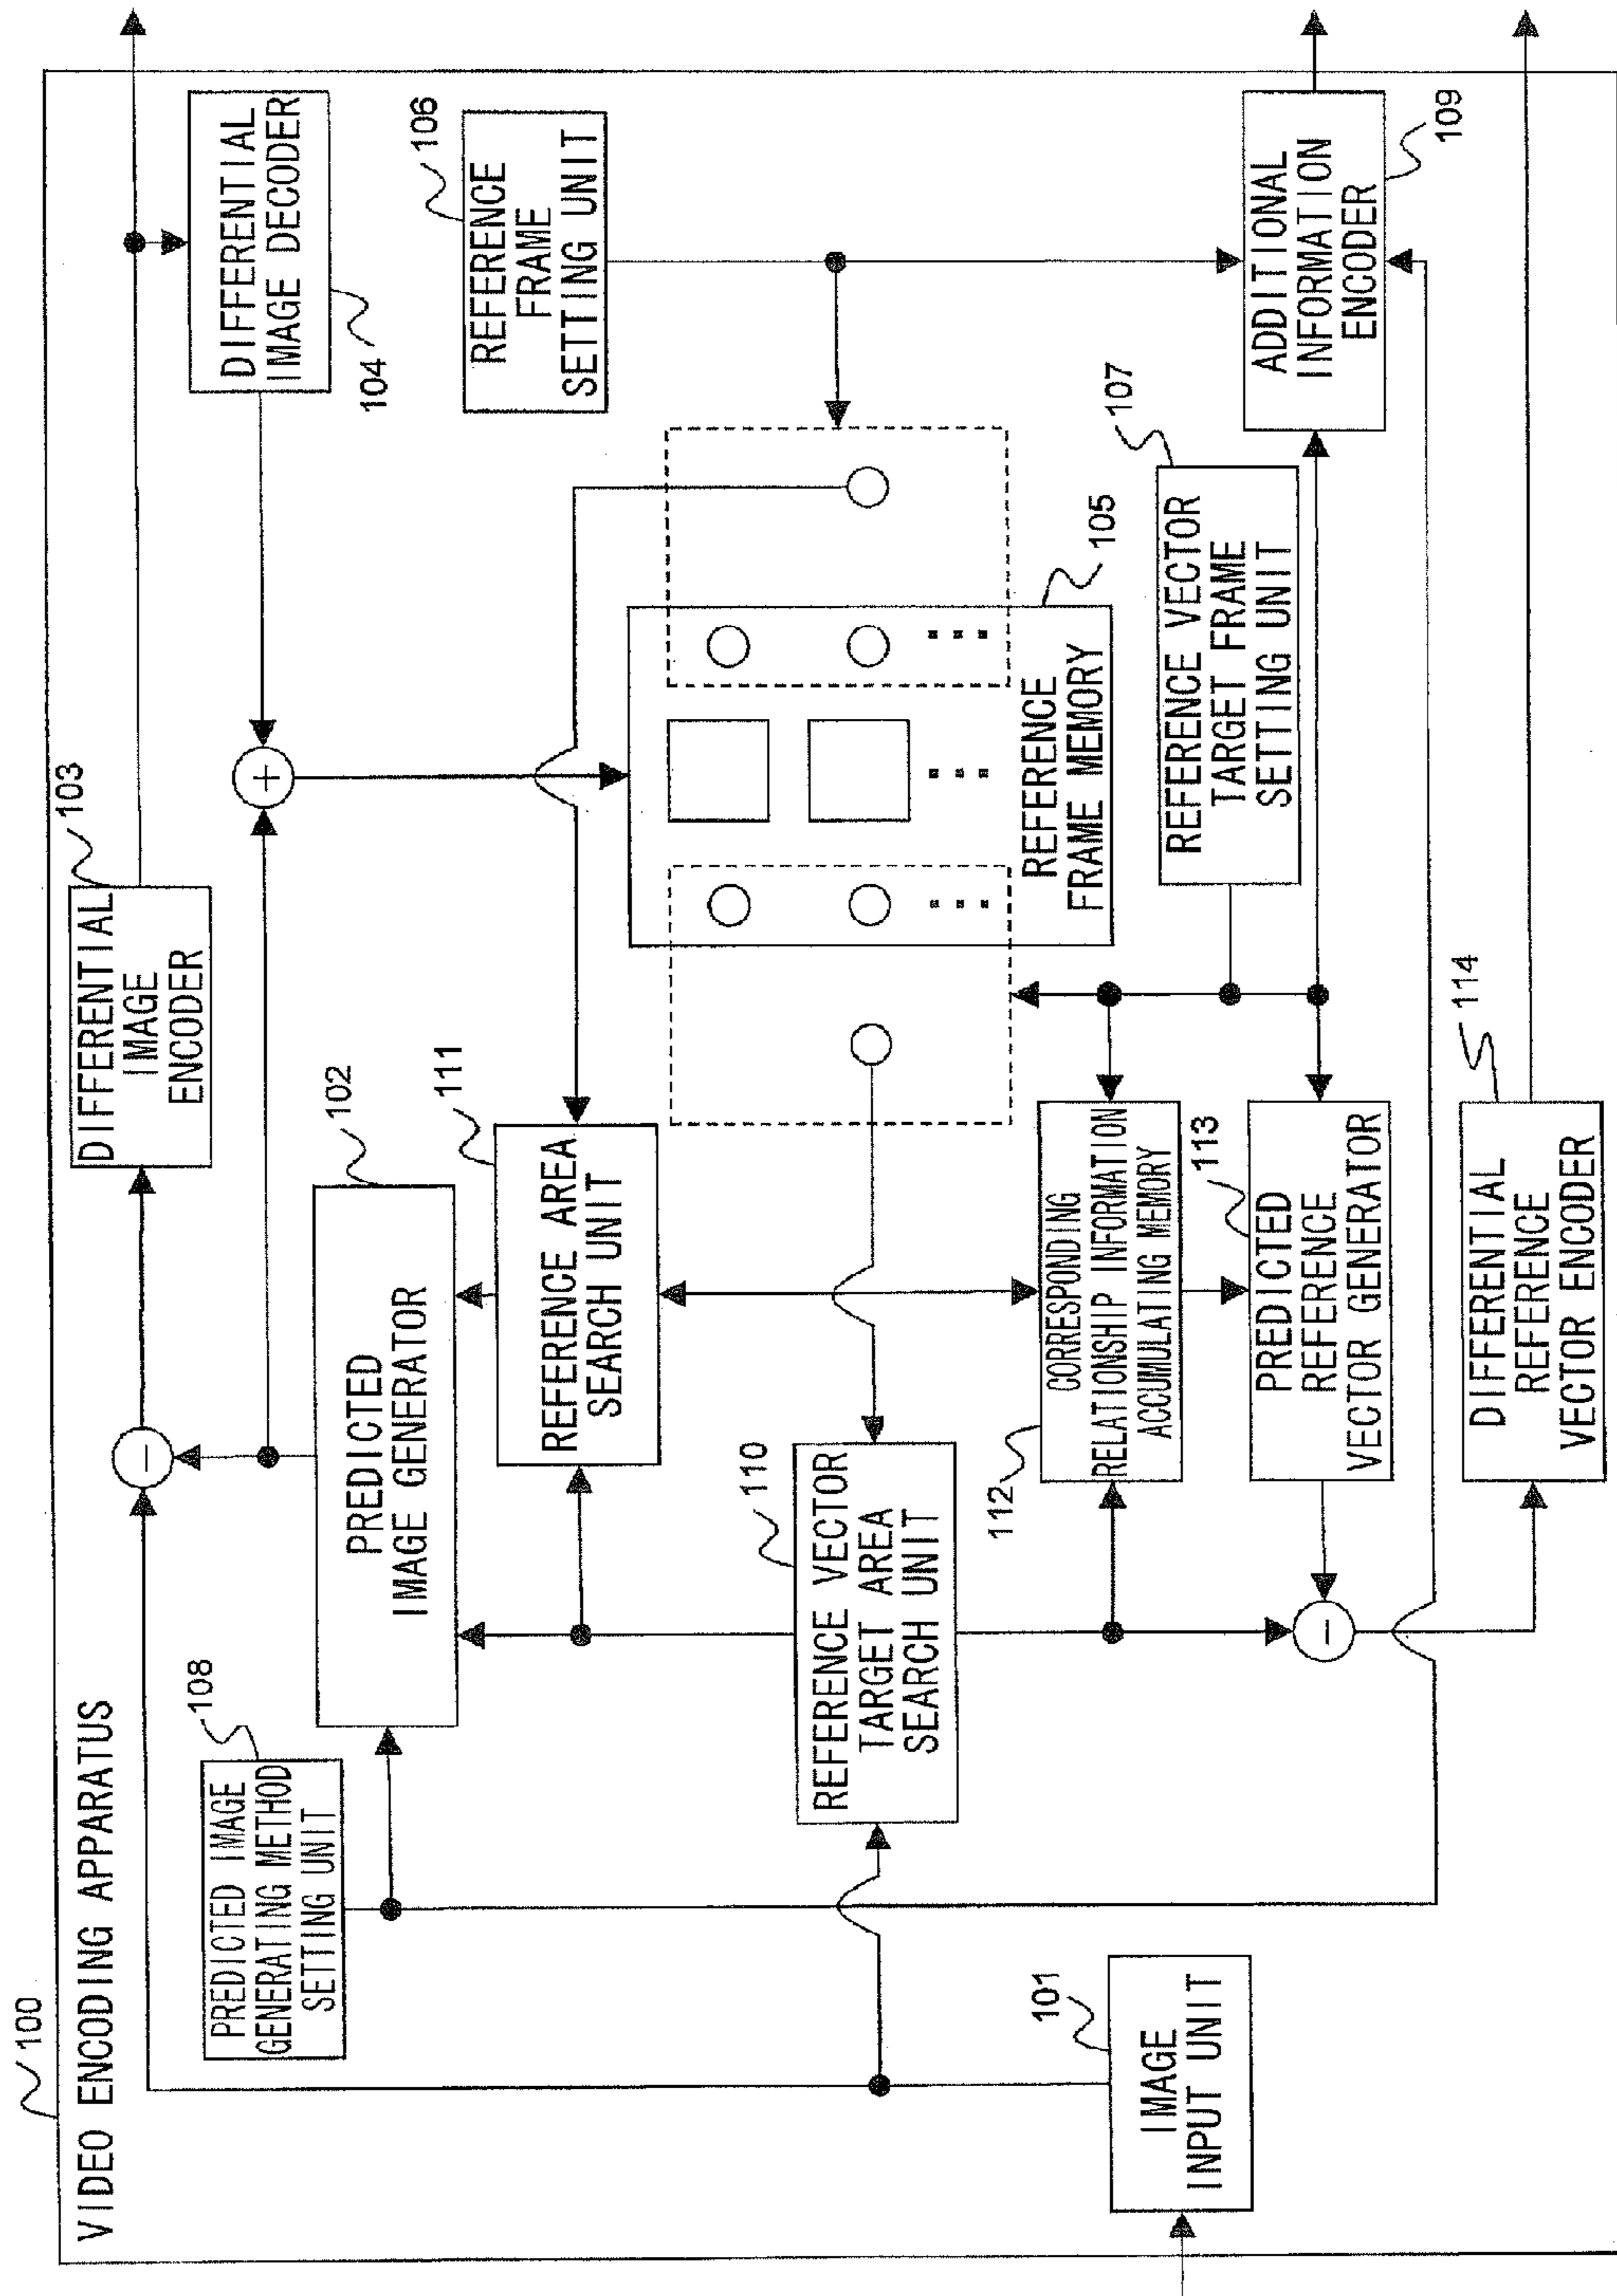 100
VIDEO ENCODING APPARATUS
103
DIFFERENTIAL
IMAGE
ENCODER
DIFFERENTIAL
IMAGE DECODER
104
108
PREDICTED IMAGE
GENERATING METHOD
SETTING UNIT
102
PREDICTED
IMAGE GENERATOR
106
REFERENCE
FRAME
SETTING UNIT
111
REFERENCE AREA
SEARCH UNIT
110
REFERENCE VECTOR
TARGET AREA
SEARCH UNIT
105
REFERENCE
FRAME MEMORY
101
IMAGE
INPUT UNIT
112
CORRESPONDING
RELATIONSHIP INFORMATION
ACCUMULATING MEMORY
107
REFERENCE VECTOR
TARGET FRAME
SETTING UNIT
113
PREDICTED
REFERENCE
VECTOR GENERATOR
ADDITIONAL
INFORMATION
ENCODER
109
114
DIFFERENTIAL
REFERENCE
VECTOR ENCODER
+
-
-